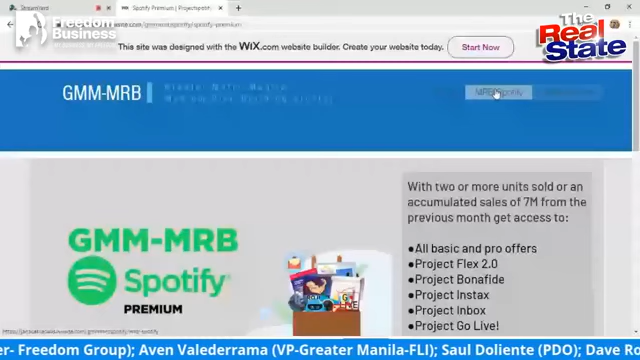 Spotify Premium | Projectspotify
Freedom
Business
The
Real
State
This site was designed with the WiX.com website builder. Create your website today.
Start Now
GMM-MRB
MRB Spotify
With two or more units sold or an
accumulated sales of 7M from the
previous month get access to:
●All basic and pro offers
●Project Flex 2.0
●Project Bonafide
●Project Instax
●Project Inbox
●Project Go Live!
GMM-MRB
Spotify
PREMIUM
er- Freedom Group); Aven Valederrama (VP-Greater Manila-FLI); Saul Doliente (PDO); Dave Ro